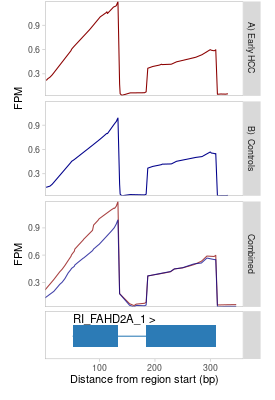 0.9
0.6
0.3
A) Early HCC
FPM
0.9
0.6
0.3
B) Controls
0.9
0.6
0.3
Combined
FPM
RI_FAHD2A_1 >
100
200
300
Distance from region start (bp)